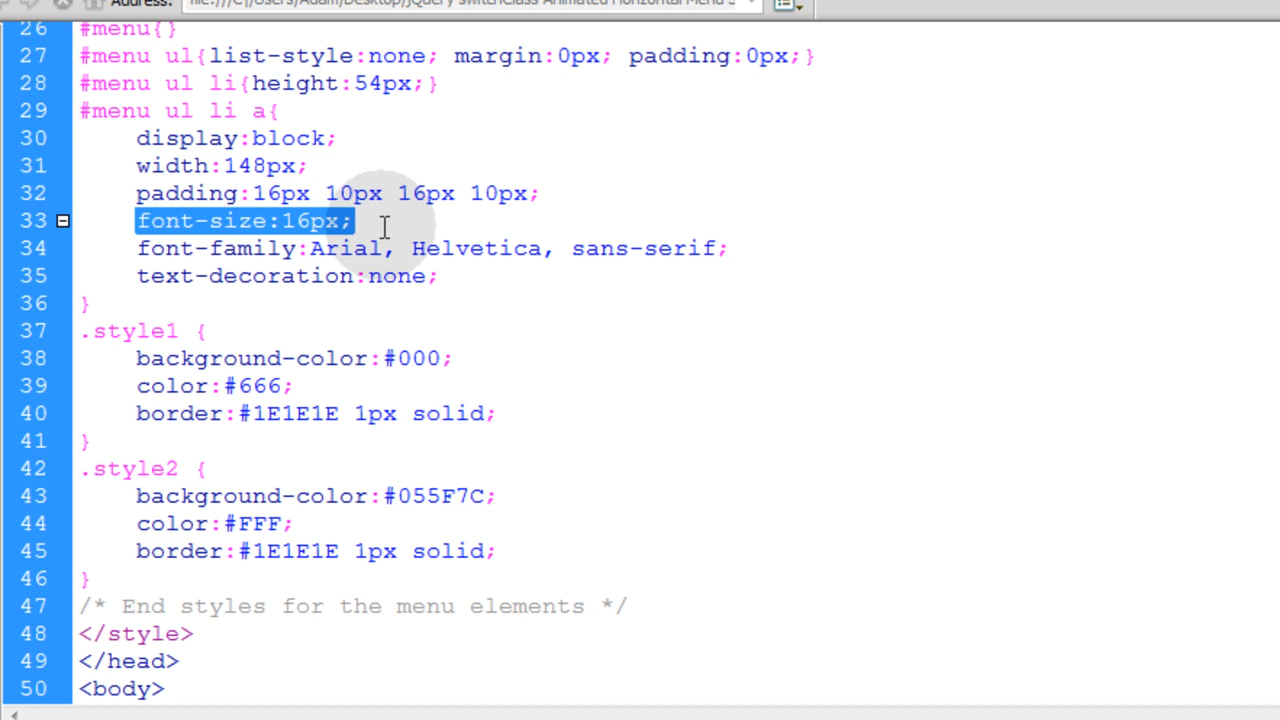 Address:
26 #menu{}
27 #menu ul{list-style:none; margin:0px; padding:0px;}
28 #menu ul li{height:54px;}
29 #menu ul li a{
30 display:block;
31 width:148px;
32 padding:16px 10px 16px 10px;
33 font-size:16px;
34 font-family:Arial, Helvetica, sans-serif;
35 text-decoration:none;
36 }
37 .style1 {
38 background-color:#000;
39 color:#666;
40 border:#1E1E1E 1px solid;
41 }
42 .style2 {
43 background-color:#055F7C;
44 color:#FFF;
45 border:#1E1E1E 1px solid;
46 }
47 /* End styles for the menu elements */
48 </style>
49 </head>
50 <body>